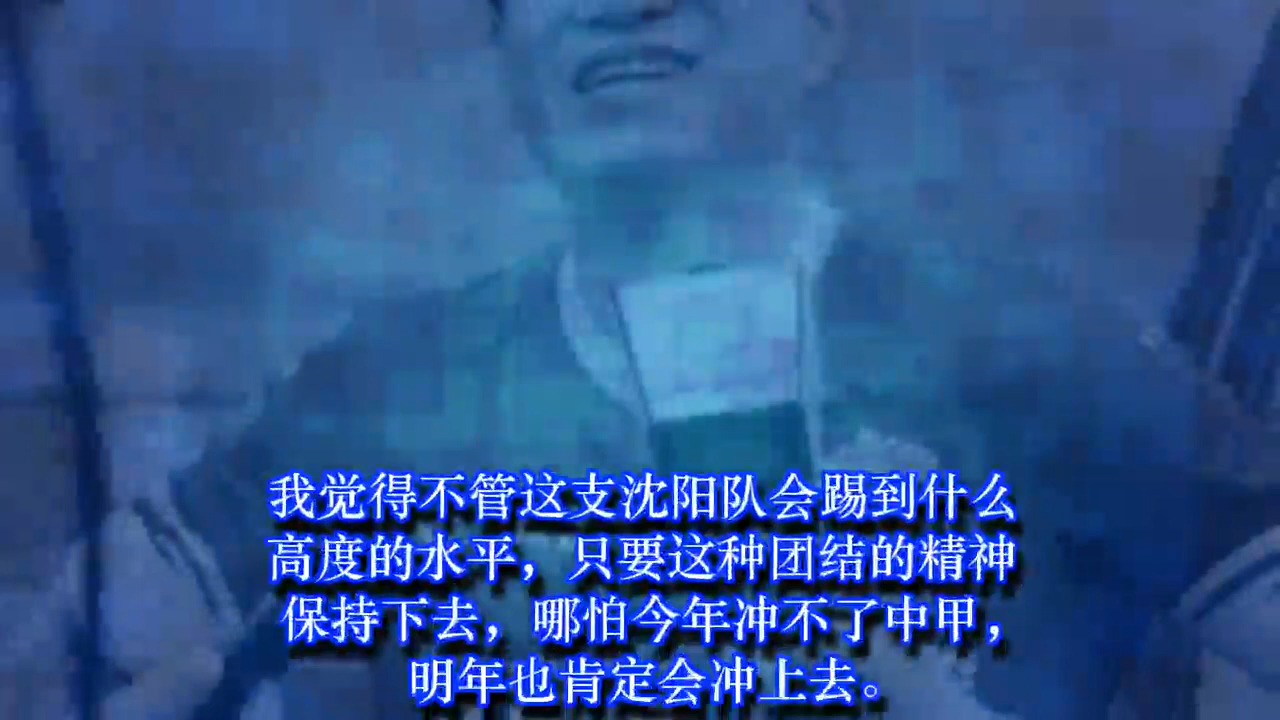 我觉得不管这支沈阳队会踢到什么
高度的水平，只要这种团结的精神
保持下去，哪怕今年冲不了中甲，
明年也肯定会冲上去。